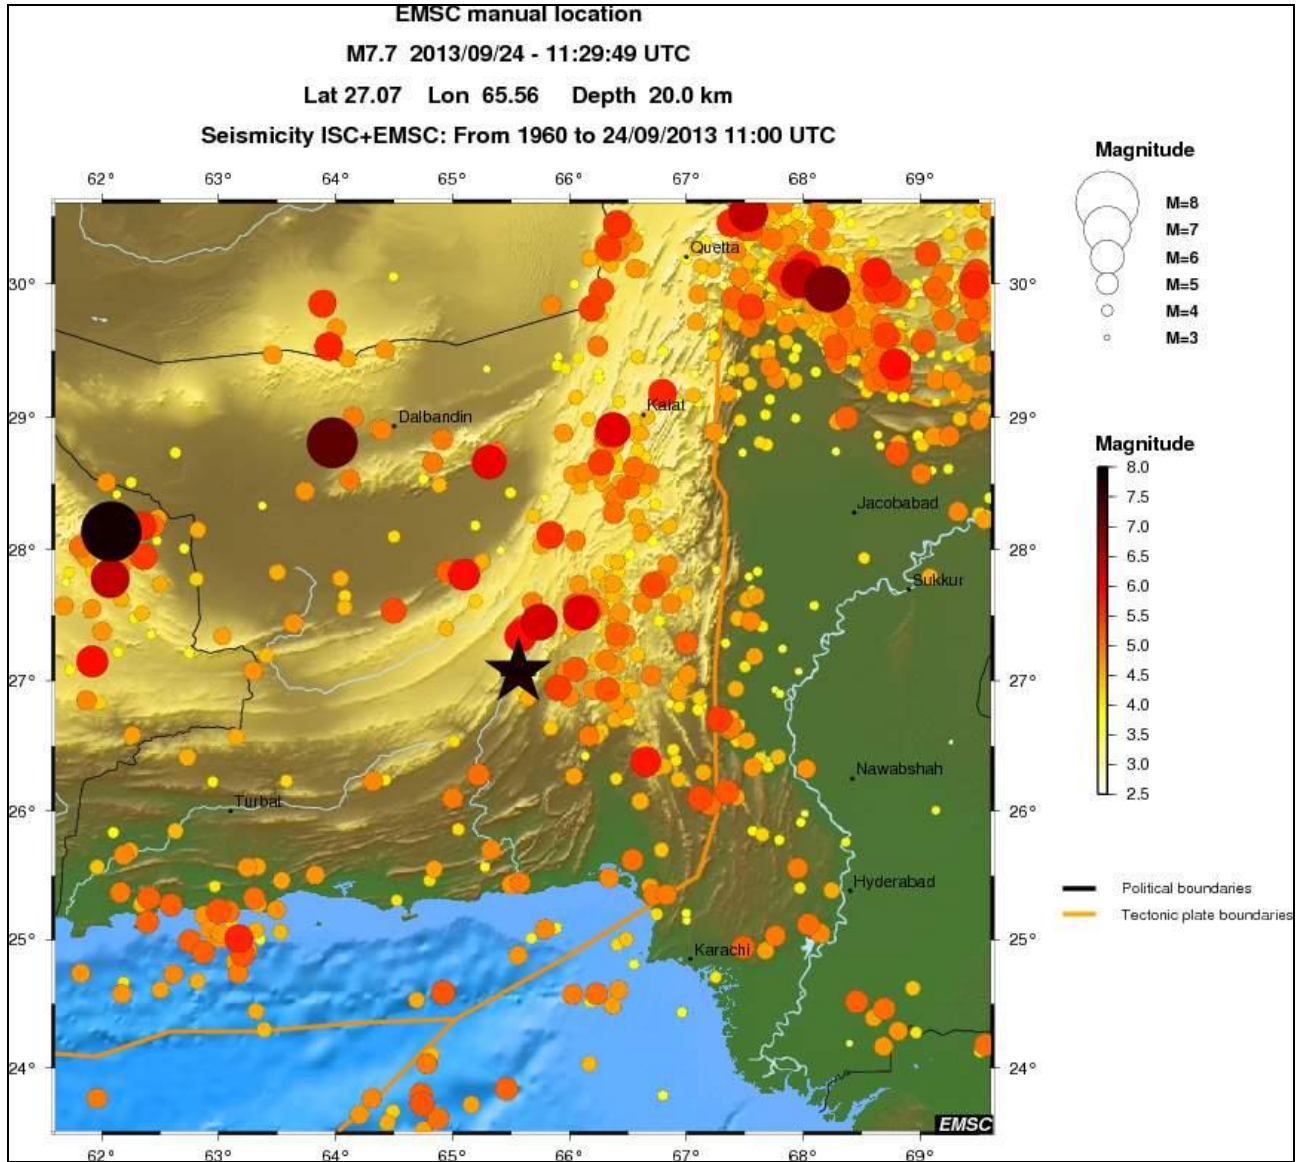 EMSC manual location
M7.7 2013/09/24 - 11:29:49 UTC
Lat 27.07 Lon 65.56 Depth 20.0 km
Seismicity ISC+EMSC: From 1960 to 24/09/2013 11:00 UTC
62° 63° 64° 65° 66° 67° 68° 69°
Magnitude
M=8
M=7
M=6
M=5
M=4
M=3
Quetta
30° 30°
29° 29°
Kalat
Dalbandin
Magnitude
8.0
7.5
7.0
6.5
6.0
5.5
5.0
4.5
4.0
3.5
3.0
2.5
Jacobabad
28° 28°
Sukkur
27° 27°
Nawabshah
26° 26°
Turbat
Hyderabad
Political boundaries
Tectonic plate boundaries
25° 25°
Karachi
24° 24°
EMSC
62° 63° 64° 65° 66° 67° 68° 69°